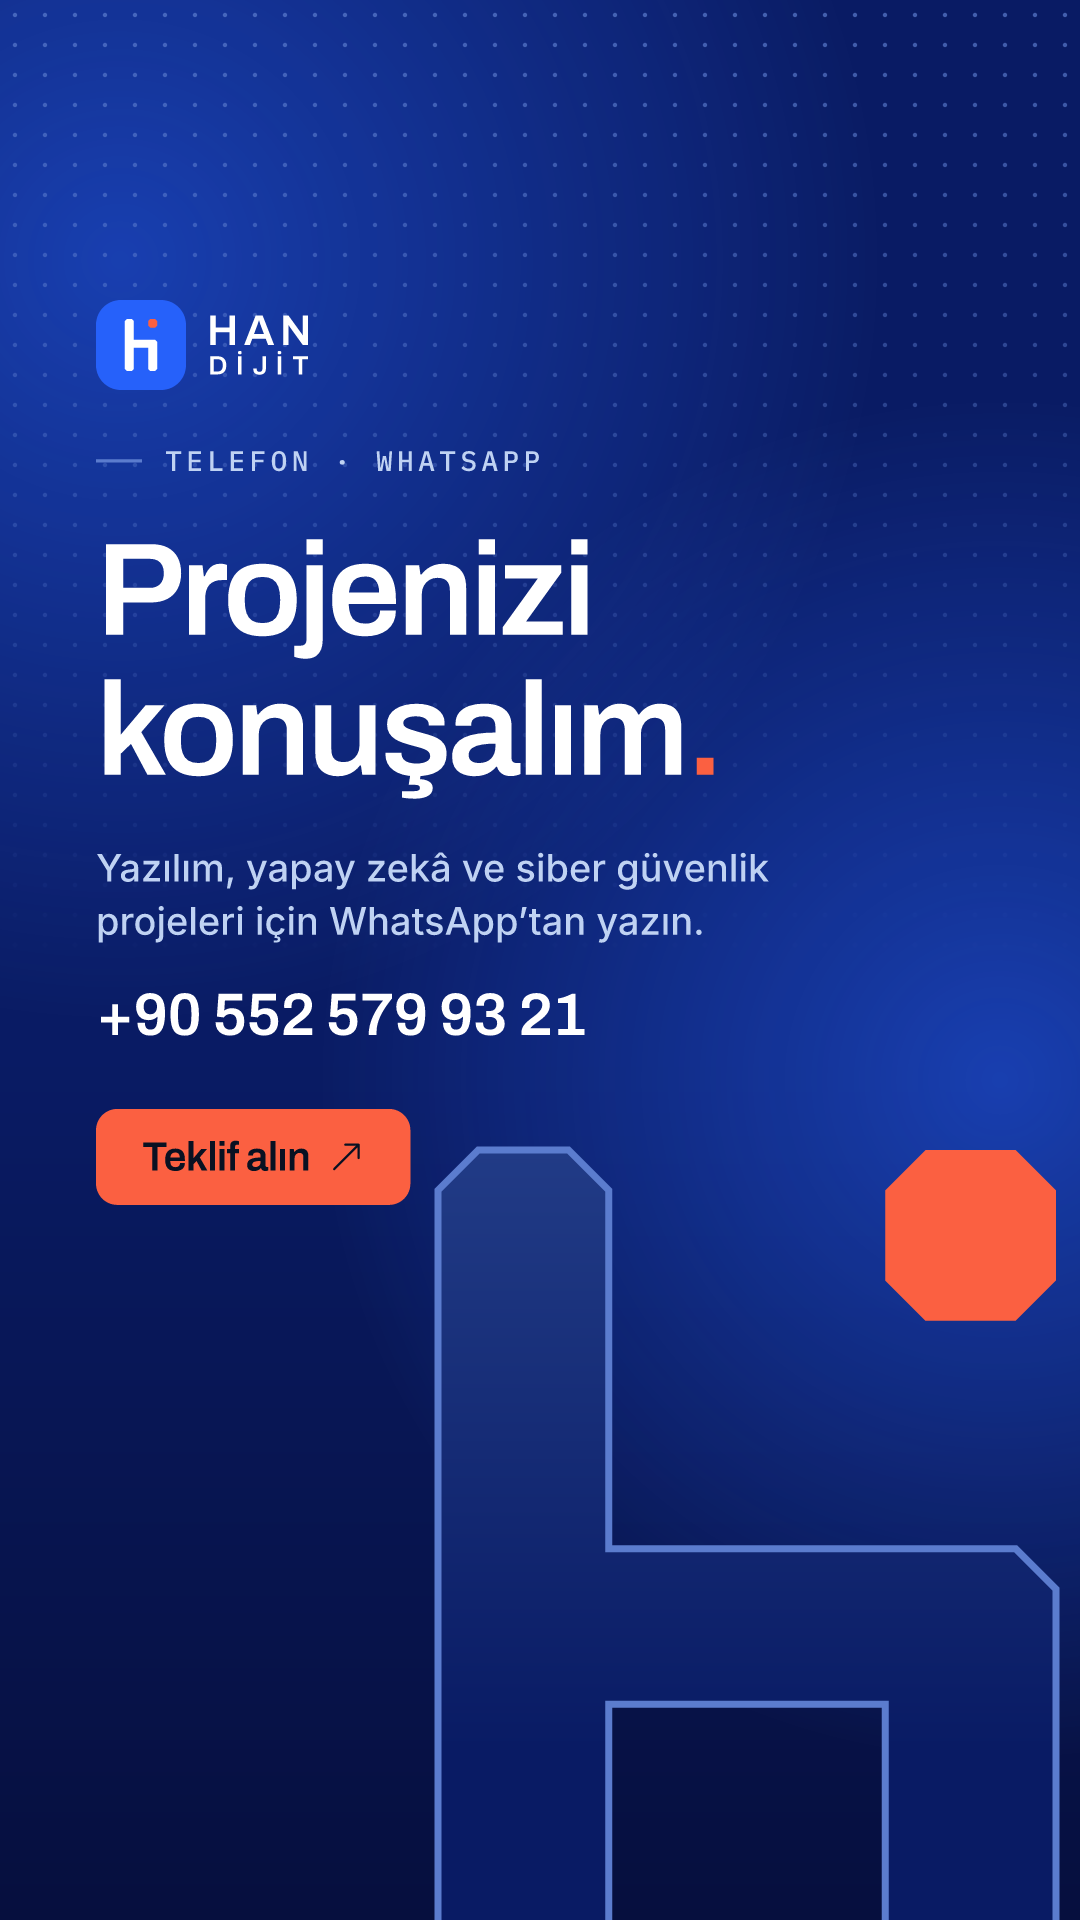 h
HAN
DİJİT
TELEFON · WHATSAPP
Projenizi
konuşalım.
Yazılım, yapay zekâ ve siber güvenlik
projeleri için WhatsApp’tan yazın.
+90 552 579 93 21
Teklif alın